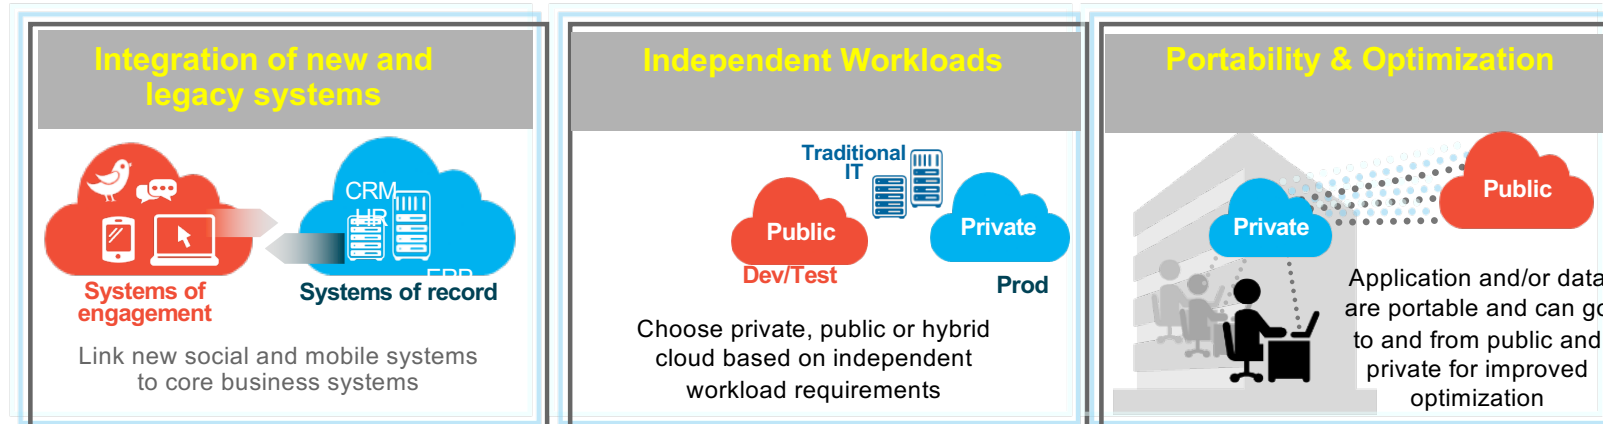 Integration of new and
legacy systems
CRM
HR
ERP
Systems of
engagement
Systems of record
Link new social and mobile systems
to core business systems
Independent Workloads
Traditional
IT
Public
Private
Dev/Test
Prod
Choose private, public or hybrid
cloud based on independent
workload requirements
Portability & Optimization
Public
Private
Application and/or data
are portable and can go
to and from public and
private for improved
optimization